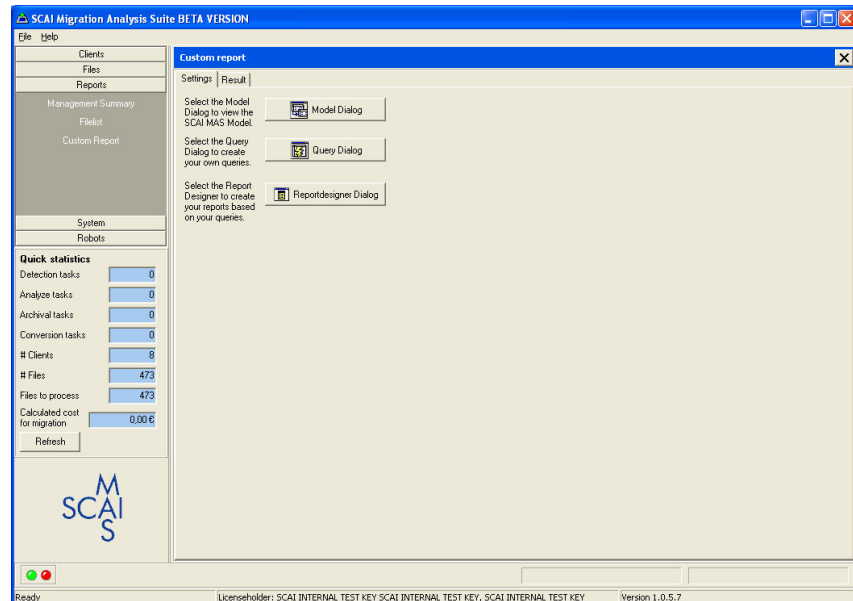 SCAI Migration Analysis Suite BETA VERSION
File Help
Clients
Files
Reports
Management Summary
Filelist
Custom Report
System
Robots
Quick statistics
Detection tasks 0
Analyze tasks 0
Archival tasks 0
Conversion tasks 0
# Clients 8
# Files 473
Files to process 473
Calculated cost
for migration 0,00 €
Refresh
M
SCAI
S
Custom report
Settings Result
Select the Model
Dialog to view the
SCAI MAS Model.
Model Dialog
Select the Query
Dialog to create
your own queries.
Query Dialog
Select the Report
Designer to create
your reports based
on your queries.
Reportdesigner Dialog
Ready Licenseholder: SCAI INTERNAL TEST KEY SCAI INTERNAL TEST KEY, SCAI INTERNAL TEST KEY Version 1.0.5.7